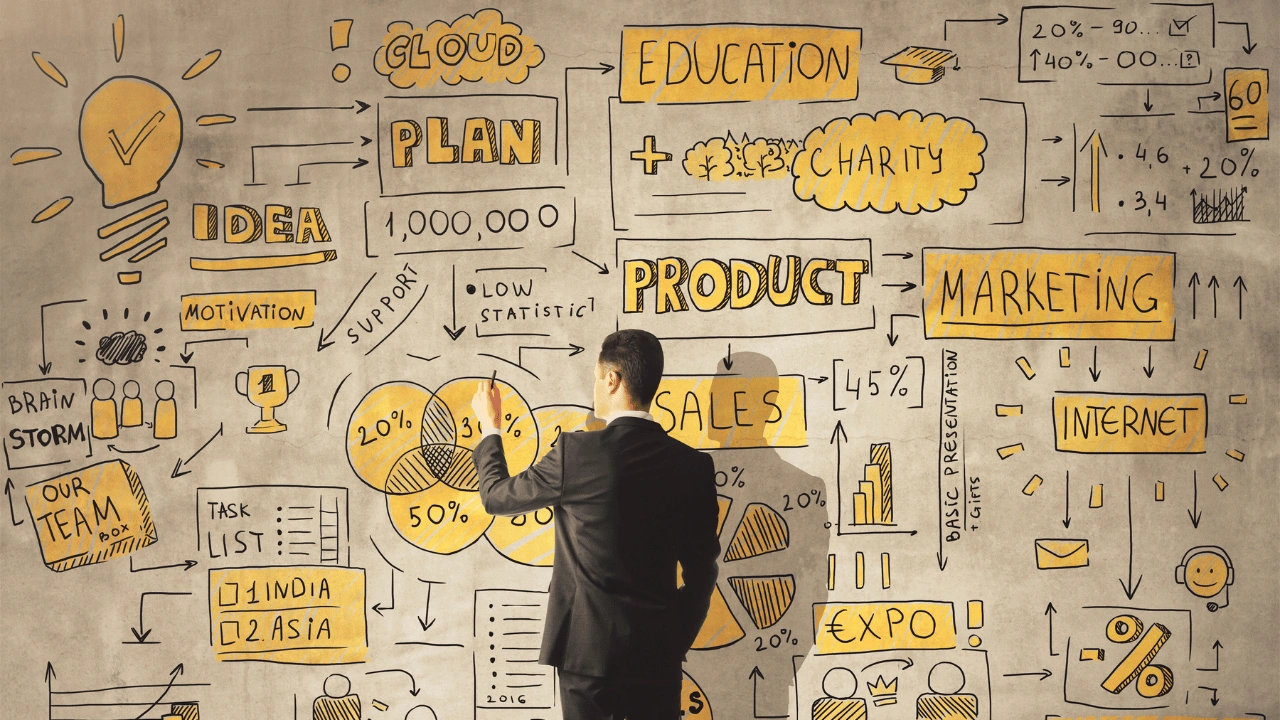 !
CLOUD
EDUCATION
20% - 90...
↑40% - 00...?
60
PLAN
+
CHARITY
• 4,6
+20%
• 3,4
IDEA
1,000,000
PRODUCT
MARKETING
MOTIVATION
SUPPORT
• LOW
STATISTIC
1
BRAIN
STORM
20%
50%
SALES
[45%]
BASIC PRESENTATION
+ GIFTS
INTERNET
OUR
TEAM
BOX
TASK
LIST
0%
20%
20%
1 INDIA
2. ASIA
2016
€XPO!
%